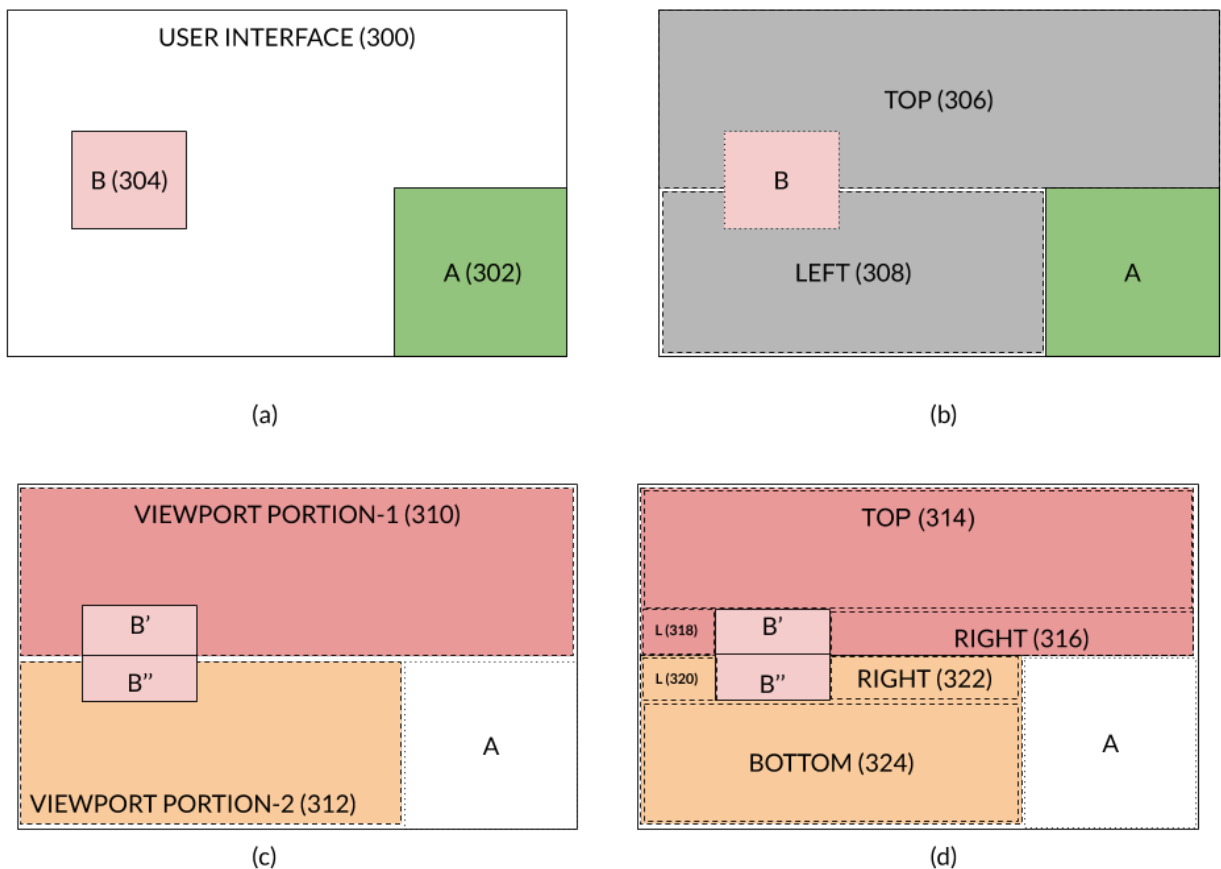 USER INTERFACE (300)
B (304)
A (302)
(a)
TOP (306)
B
LEFT (308)
A
(b)
VIEWPORT PORTION-1 (310)
B'
B''
A
VIEWPORT PORTION-2 (312)
(c)
TOP (314)
L (318)
B'
RIGHT (316)
L (320)
B''
RIGHT (322)
A
BOTTOM (324)
(d)